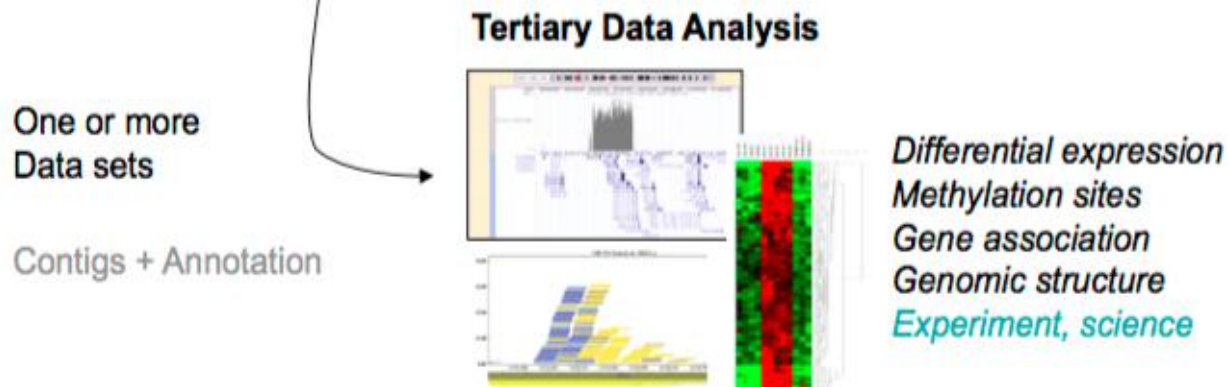 Tertiary Data Analysis
One or more
Data sets
Contigs + Annotation
Differential expression
Methylation sites
Gene association
Genomic structure
Experiment, science